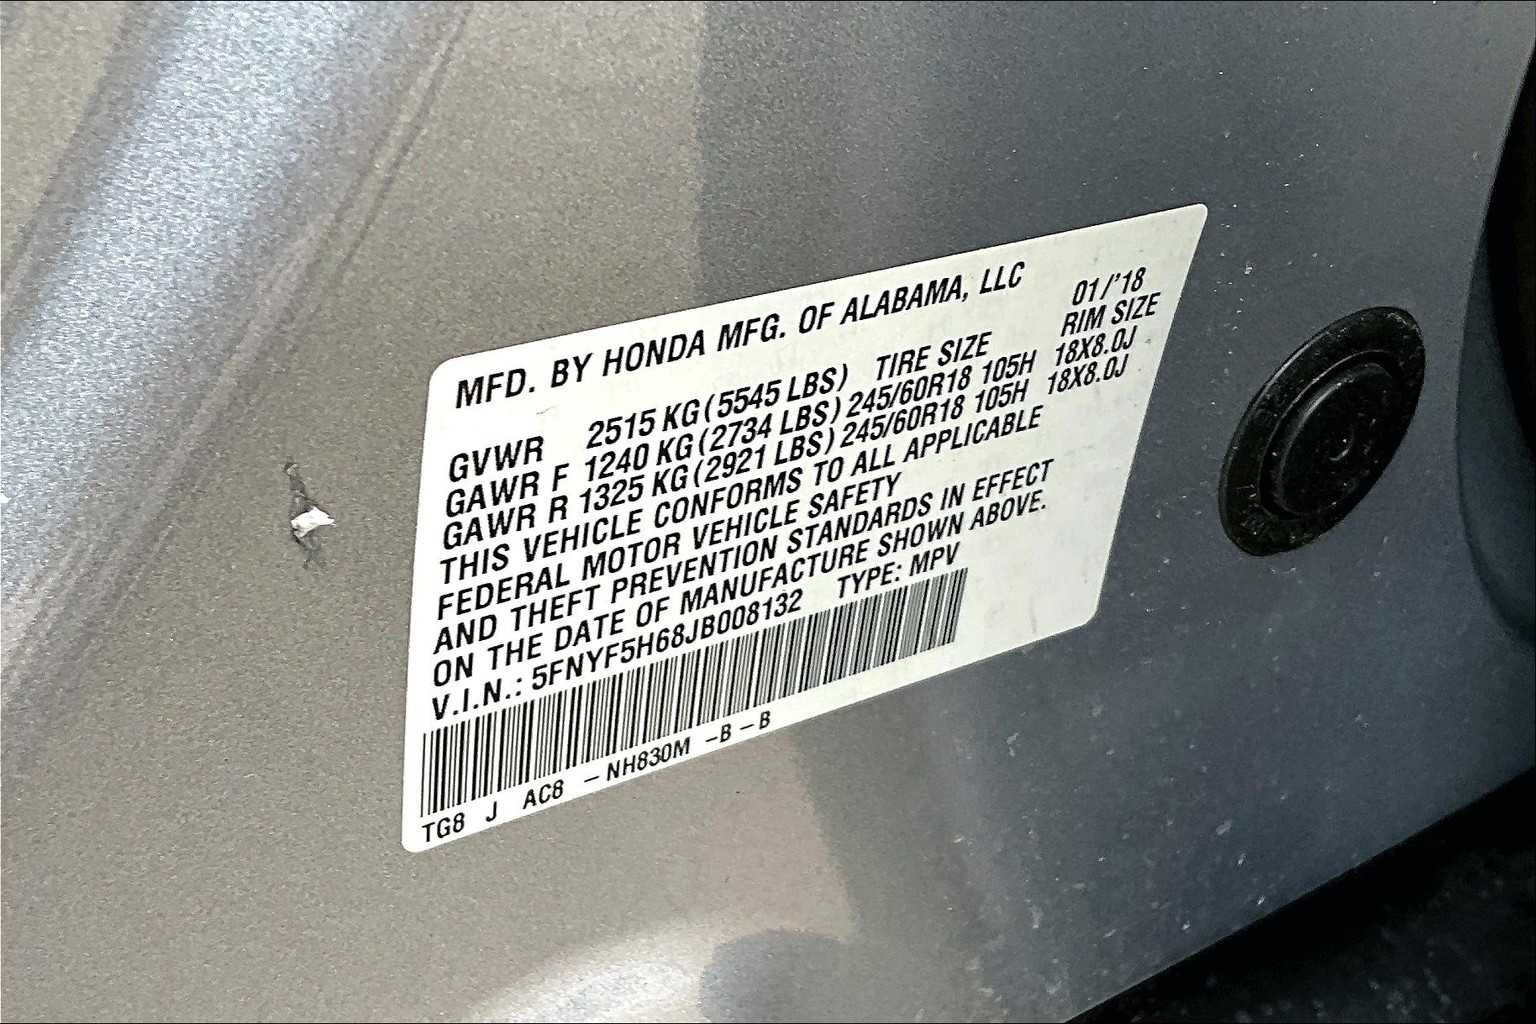 MFD. BY HONDA MFG. OF ALABAMA, LLC 01/'18
GVWR 2515 KG (5545 LBS) TIRE SIZE RIM SIZE
GAWR F 1240 KG (2734 LBS) 245/60R18 105H 18X8.0J
GAWR R 1325 KG (2921 LBS) 245/60R18 105H 18X8.0J
THIS VEHICLE CONFORMS TO ALL APPLICABLE
FEDERAL MOTOR VEHICLE SAFETY
AND THEFT PREVENTION STANDARDS IN EFFECT
ON THE DATE OF MANUFACTURE SHOWN ABOVE.
V.I.N.: 5FNYF5H68JB008132 TYPE: MPV
TG8 J AC8 – NH830M – B – B